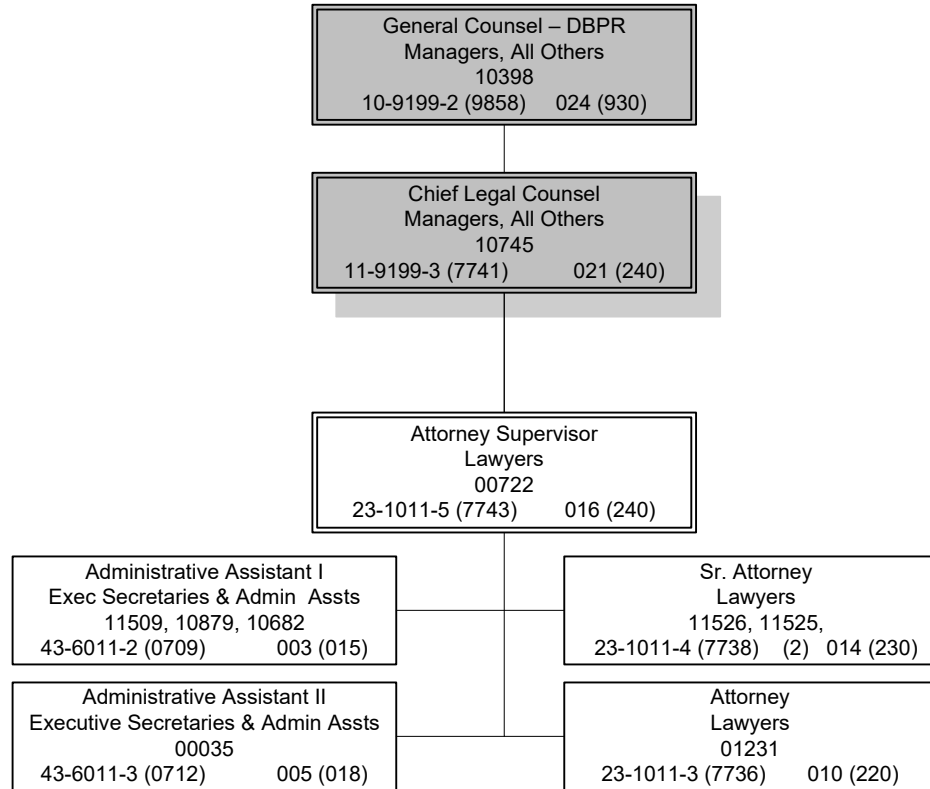 General Counsel – DBPR
Managers, All Others
10398
10-9199-2 (9858) 024 (930)
Chief Legal Counsel
Managers, All Others
10745
11-9199-3 (7741) 021 (240)
Attorney Supervisor
Lawyers
00722
23-1011-5 (7743) 016 (240)
Administrative Assistant I
Exec Secretaries & Admin Assts
11509, 10879, 10682
43-6011-2 (0709) 003 (015)
Sr. Attorney
Lawyers
11526, 11525,
23-1011-4 (7738) (2) 014 (230)
Administrative Assistant II
Executive Secretaries & Admin Assts
00035
43-6011-3 (0712) 005 (018)
Attorney
Lawyers
01231
23-1011-3 (7736) 010 (220)